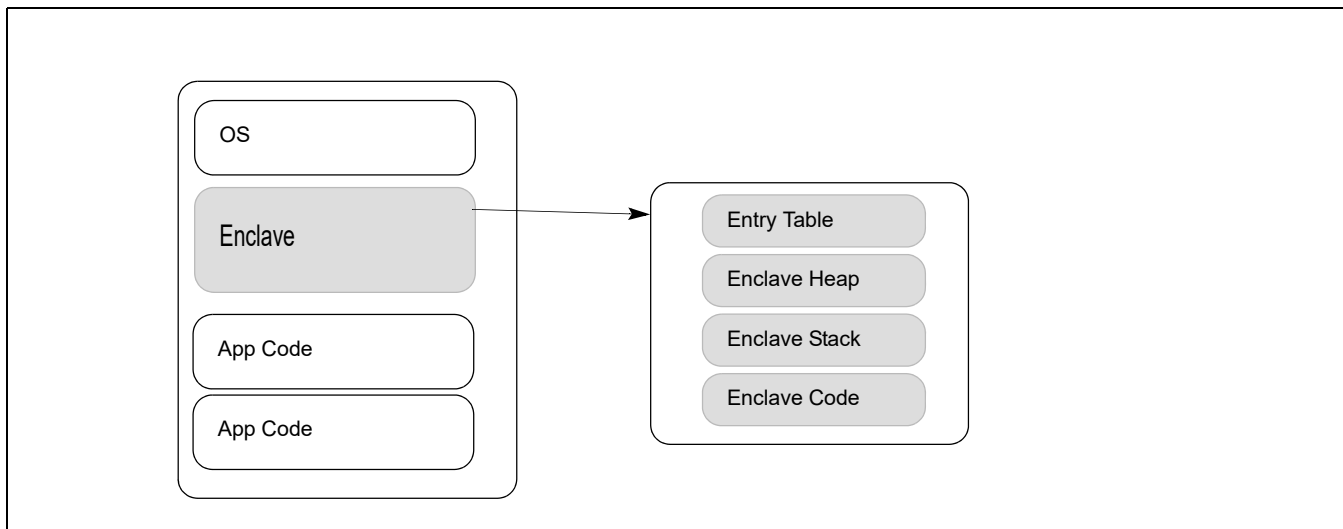 OS
Enclave
App Code
App Code
Entry Table
Enclave Heap
Enclave Stack
Enclave Code